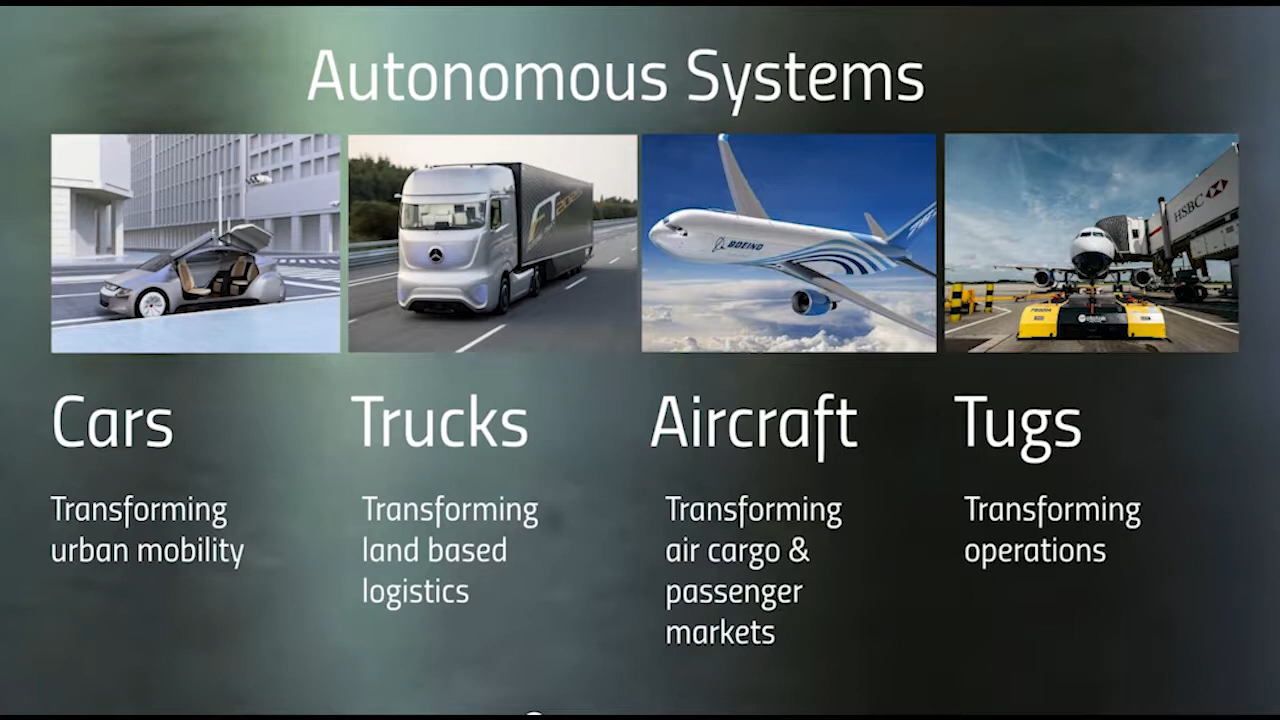 Autonomous Systems
BOEING
HSBC
Cars
Trucks
Aircraft
Tugs
Transforming
urban mobility
Transforming
land based
logistics
Transforming
air cargo &
passenger
markets
Transforming
operations